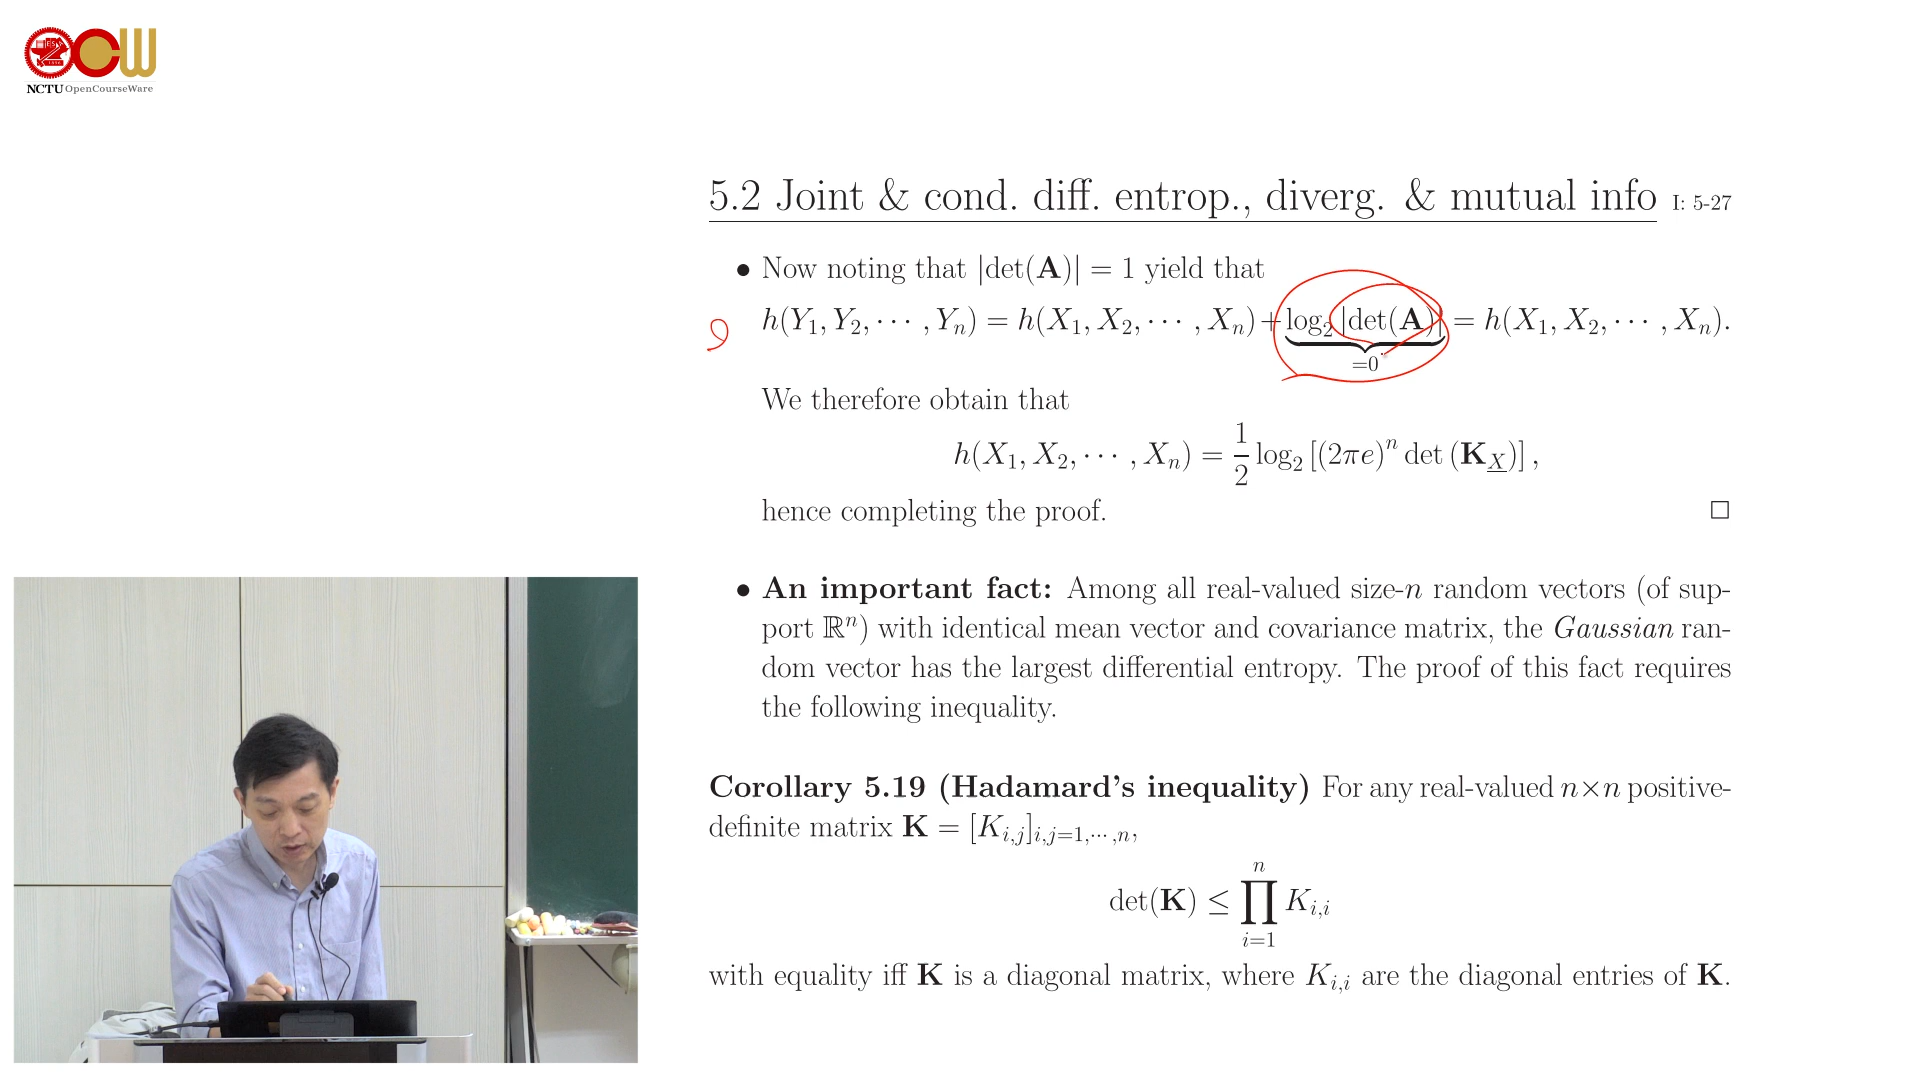 NCTU OpenCourseWare
5.2 Joint & cond. diff. entrop., diverg. & mutual info I: 5-27
• Now noting that |det(A)| = 1 yield that
h(Y₁, Y₂, ⋯ , Yₙ) = h(X₁, X₂, ⋯ , Xₙ) + log₂ |det(A)| = h(X₁, X₂, ⋯ , Xₙ).
=0
We therefore obtain that
h(X₁, X₂, ⋯ , Xₙ) = 1/2 log₂ [(2πe)ⁿ det (K_X)] ,
hence completing the proof. □
• An important fact: Among all real-valued size-n random vectors (of sup-
port ℝⁿ) with identical mean vector and covariance matrix, the Gaussian ran-
dom vector has the largest differential entropy. The proof of this fact requires
the following inequality.
Corollary 5.19 (Hadamard's inequality) For any real-valued n×n positive-
definite matrix K = [K_{i,j}]_{i,j=1,⋯,n},
det(K) ≤ ∏_{i=1}^{n} K_{i,i}
with equality iff K is a diagonal matrix, where K_{i,i} are the diagonal entries of K.